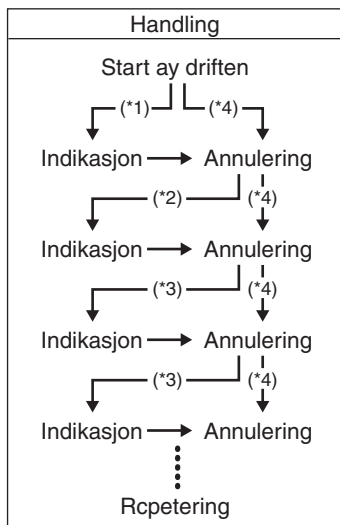 Handling
Start ay driften
(*1) (*4)
Indikasjon Annulering
(*2) (*4)
Indikasjon Annulering
(*3) (*4)
Indikasjon Annulering
(*3) (*4)
Indikasjon Annulering
Rcpetering